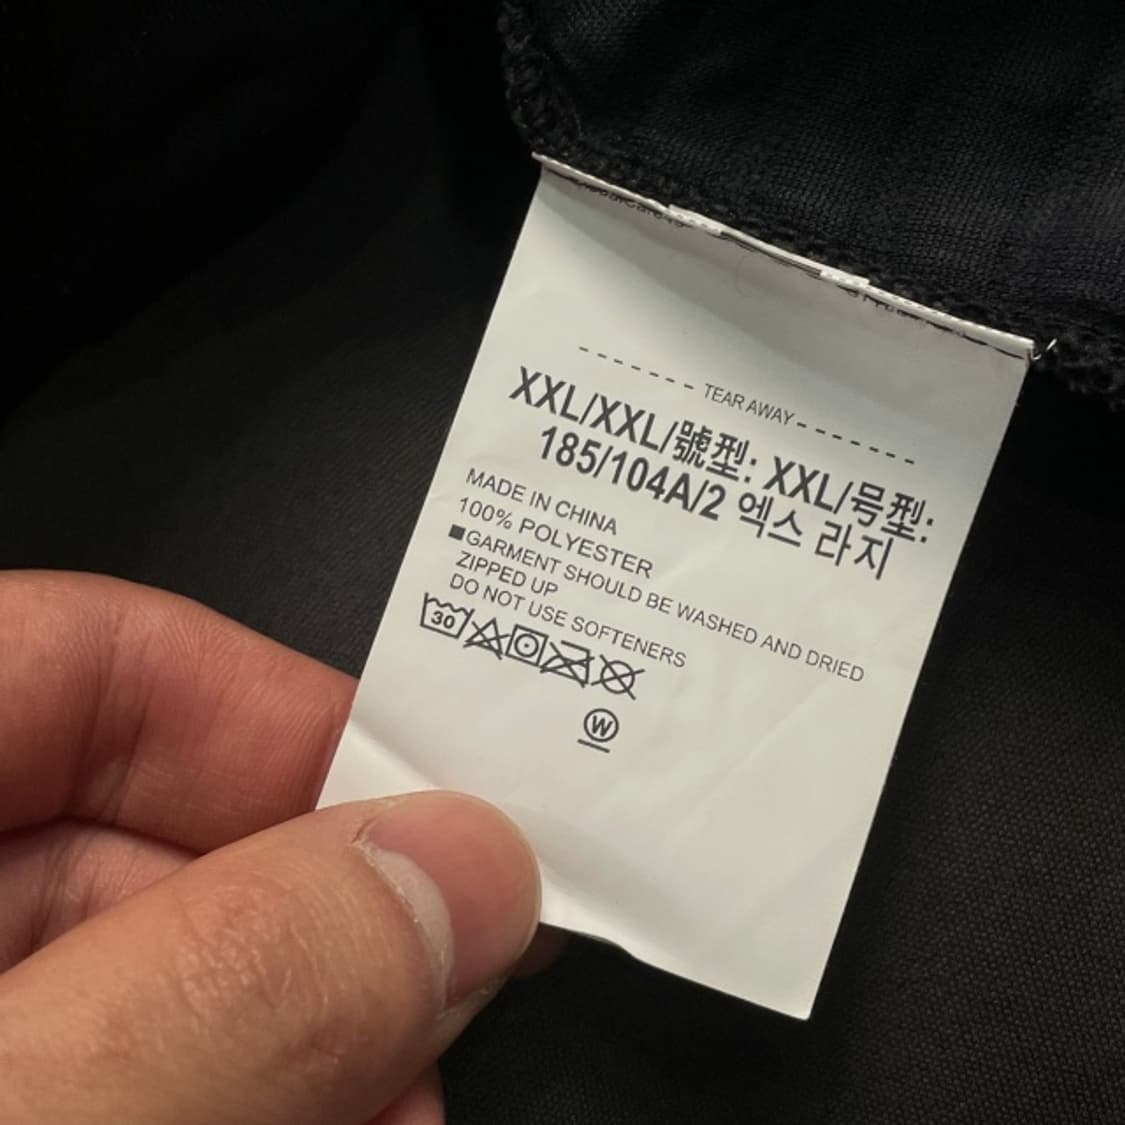 TEAR AWAY
XXL/XXL/號型: XXL/号型:
185/104A/2 엑스 라지
MADE IN CHINA
100% POLYESTER
■GARMENT SHOULD BE WASHED AND DRIED
ZIPPED UP
DO NOT USE SOFTENERS
30
W